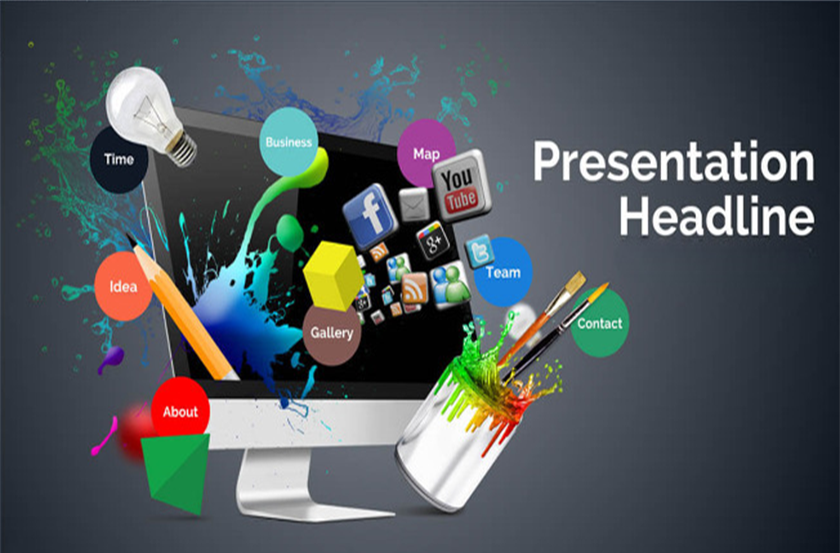 Presentation
Headline
Time
Business
Map
You
Tube
f
g+
Idea
Team
Gallery
Contact
About